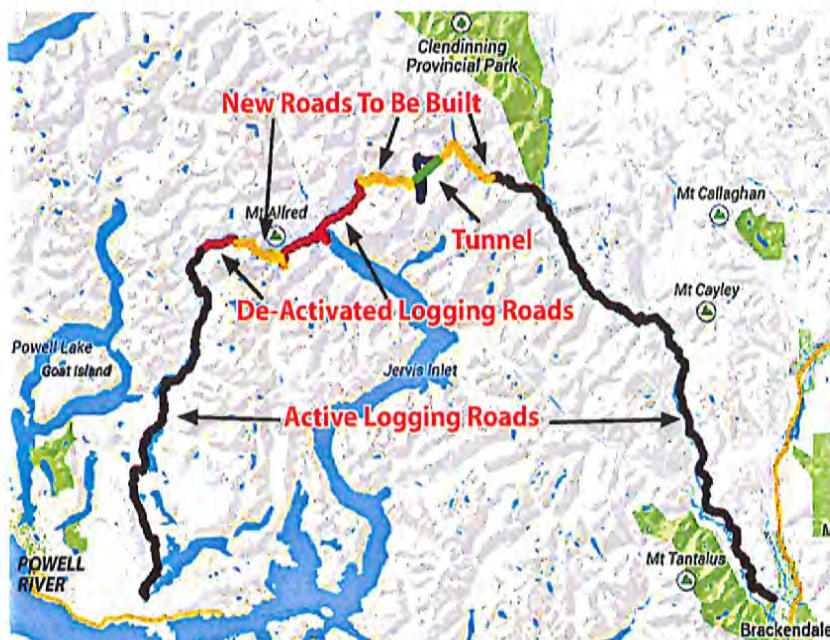 Clendinning
Provincial Park
New Roads To Be Built
Mt Callaghan
Mt Allred
Tunnel
Mt Cayley
De-Activated Logging Roads
Powell Lake
Goat Island
Jervis Inlet
Active Logging Roads
POWELL
RIVER
Mt Tantalus
Brackendale
M